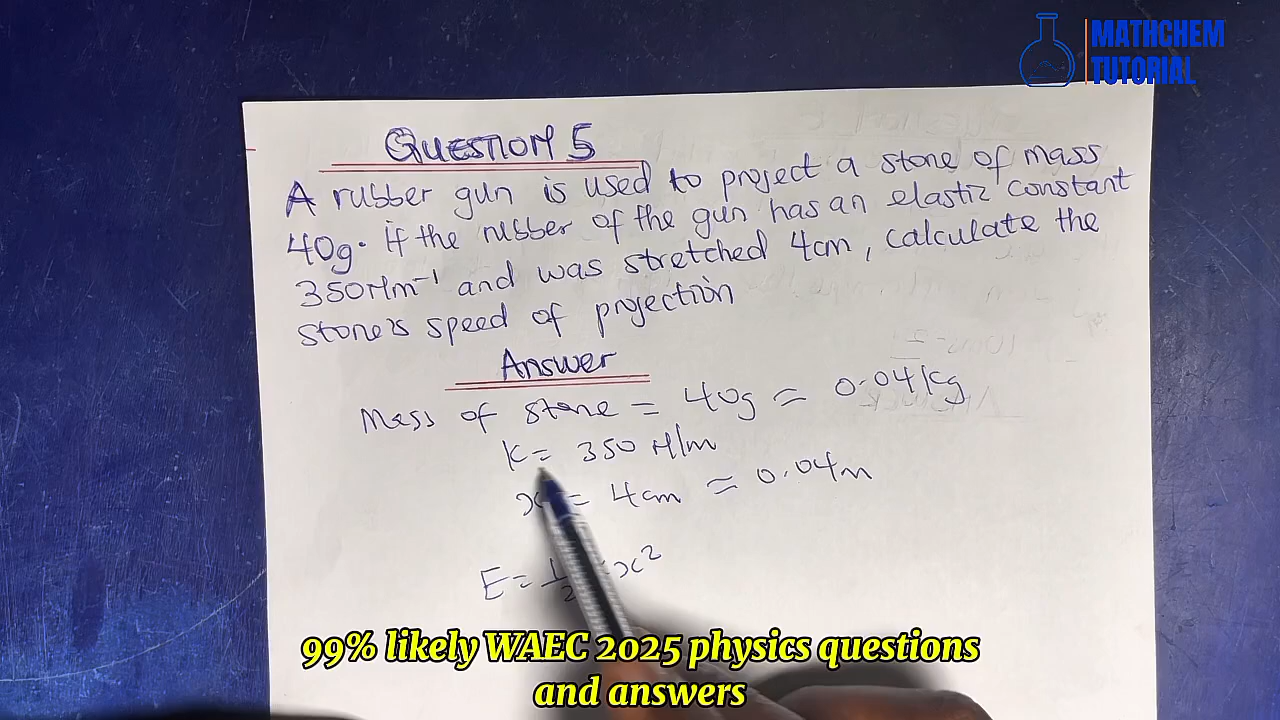 MATHCHEM
TUTORIAL
QUESTION 5
A rubber gun is used to project a stone of mass
40g. if the rubber of the gun has an elastic constant
350Nm⁻¹ and was stretched 4cm, calculate the
stone's speed of projection
Answer
Mass of stone = 40g = 0.04kg
K = 350 N/m
x = 4cm = 0.04m
E = 1/2 x²
99% likely WAEC 2025 physics questions
and answers